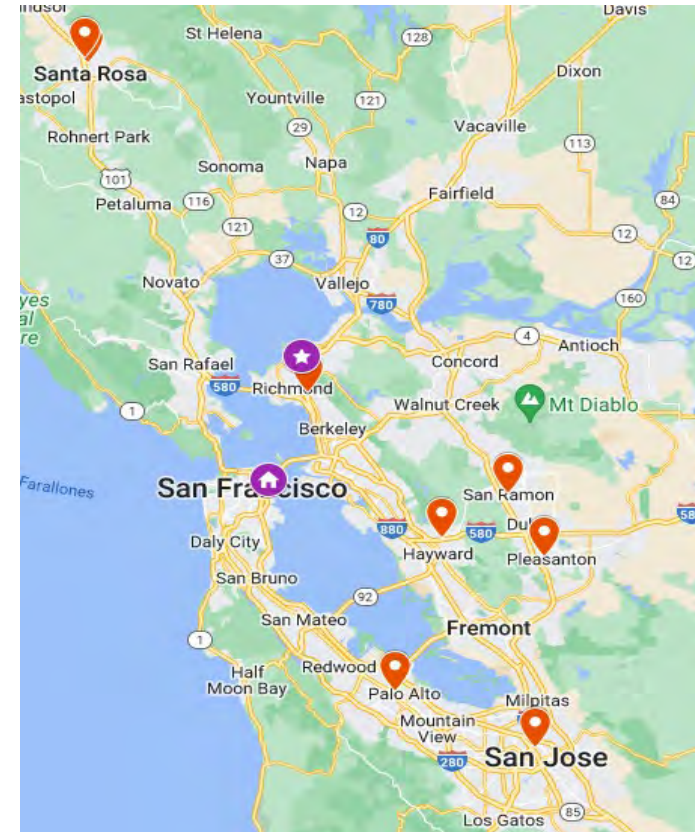 St Helena
128
Davis
Santa Rosa
Dixon
Yountville
121
29
Vacaville
Rohnert Park
113
Sonoma
Napa
101
Petaluma
116
Fairfield
84
12
121
80
12
12
37
Novato
Vallejo
780
160
4
Antioch
San Rafael
Concord
580
Richmond
1
Walnut Creek
Mt Diablo
Berkeley
Farallones
San Francisco
San Ramon
880
580
Daly City
Hayward
Pleasanton
San Bruno
92
San Mateo
1
Fremont
Half
Moon Bay
Redwood
Palo Alto
Milpitas
Mountain
View
280
San Jose
85
Los Gatos